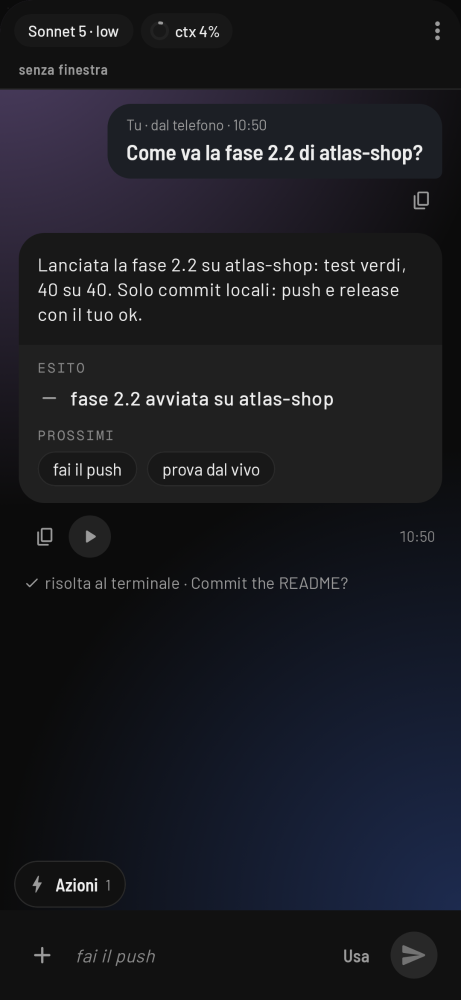 Sonnet 5 · low
ctx 4%
senza finestra
Tu · dal telefono · 10:50
Come va la fase 2.2 di atlas-shop?
Lanciata la fase 2.2 su atlas-shop: test verdi,
40 su 40. Solo commit locali: push e release
con il tuo ok.
ESITO
— fase 2.2 avviata su atlas-shop
PROSSIMI
fai il push
prova dal vivo
10:50
✓ risolta al terminale · Commit the README?
Azioni 1
fai il push
Usa